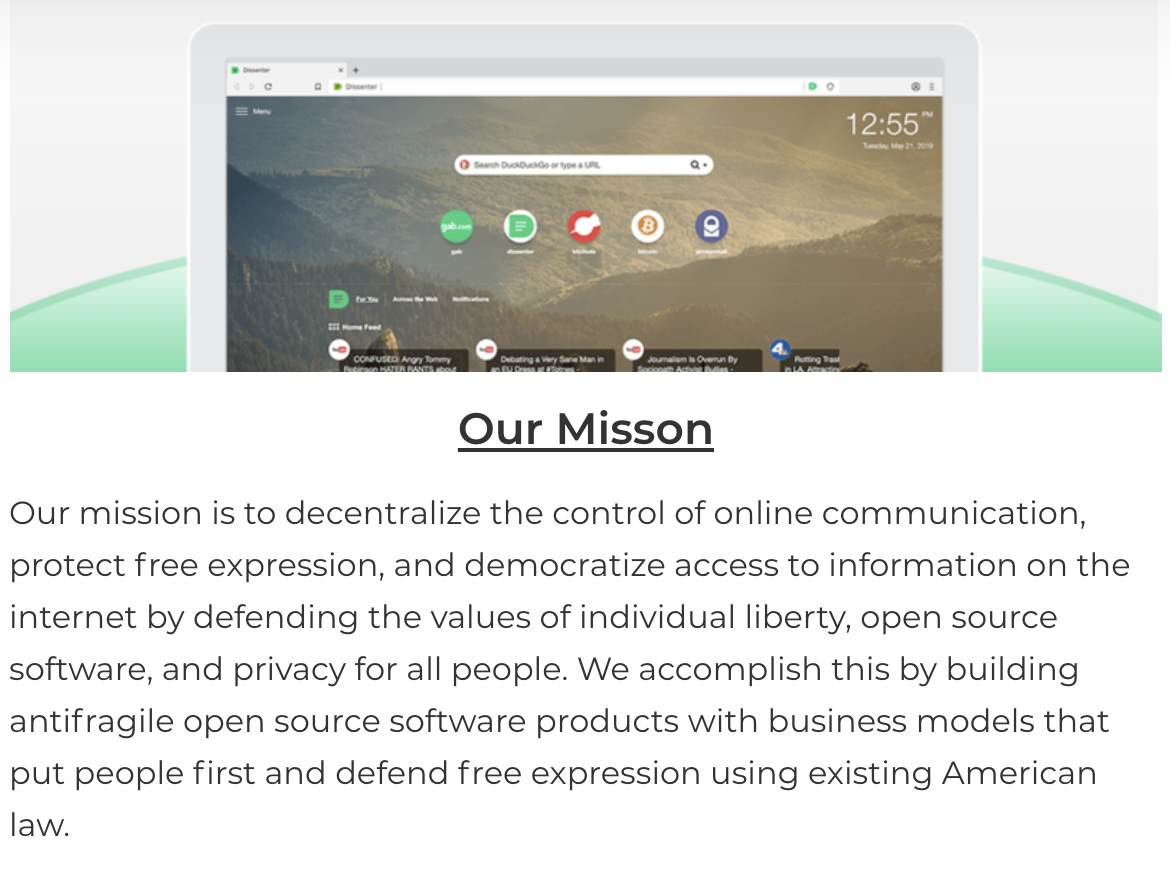 Dissenter
Dissenter
Menu
12:55 PM
Tuesday, May 21, 2019
Search DuckDuckGo or type a URL
gab.com
gab
dissenter
bitchute
bitcoin
protonmail
For You
Across the Web
Notifications
Home Feed
CONFUSED: Angry Tommy
Robinson HATER RANTS about
Debating a Very Sane Man in
an EU Dress at #Totnes -
Journalism Is Overrun By
Sociopath Activist Bullies -
4
Rotting Trash
in LA, Attracting
Our Misson
Our mission is to decentralize the control of online communication,
protect free expression, and democratize access to information on the
internet by defending the values of individual liberty, open source
software, and privacy for all people. We accomplish this by building
antifragile open source software products with business models that
put people first and defend free expression using existing American
law.